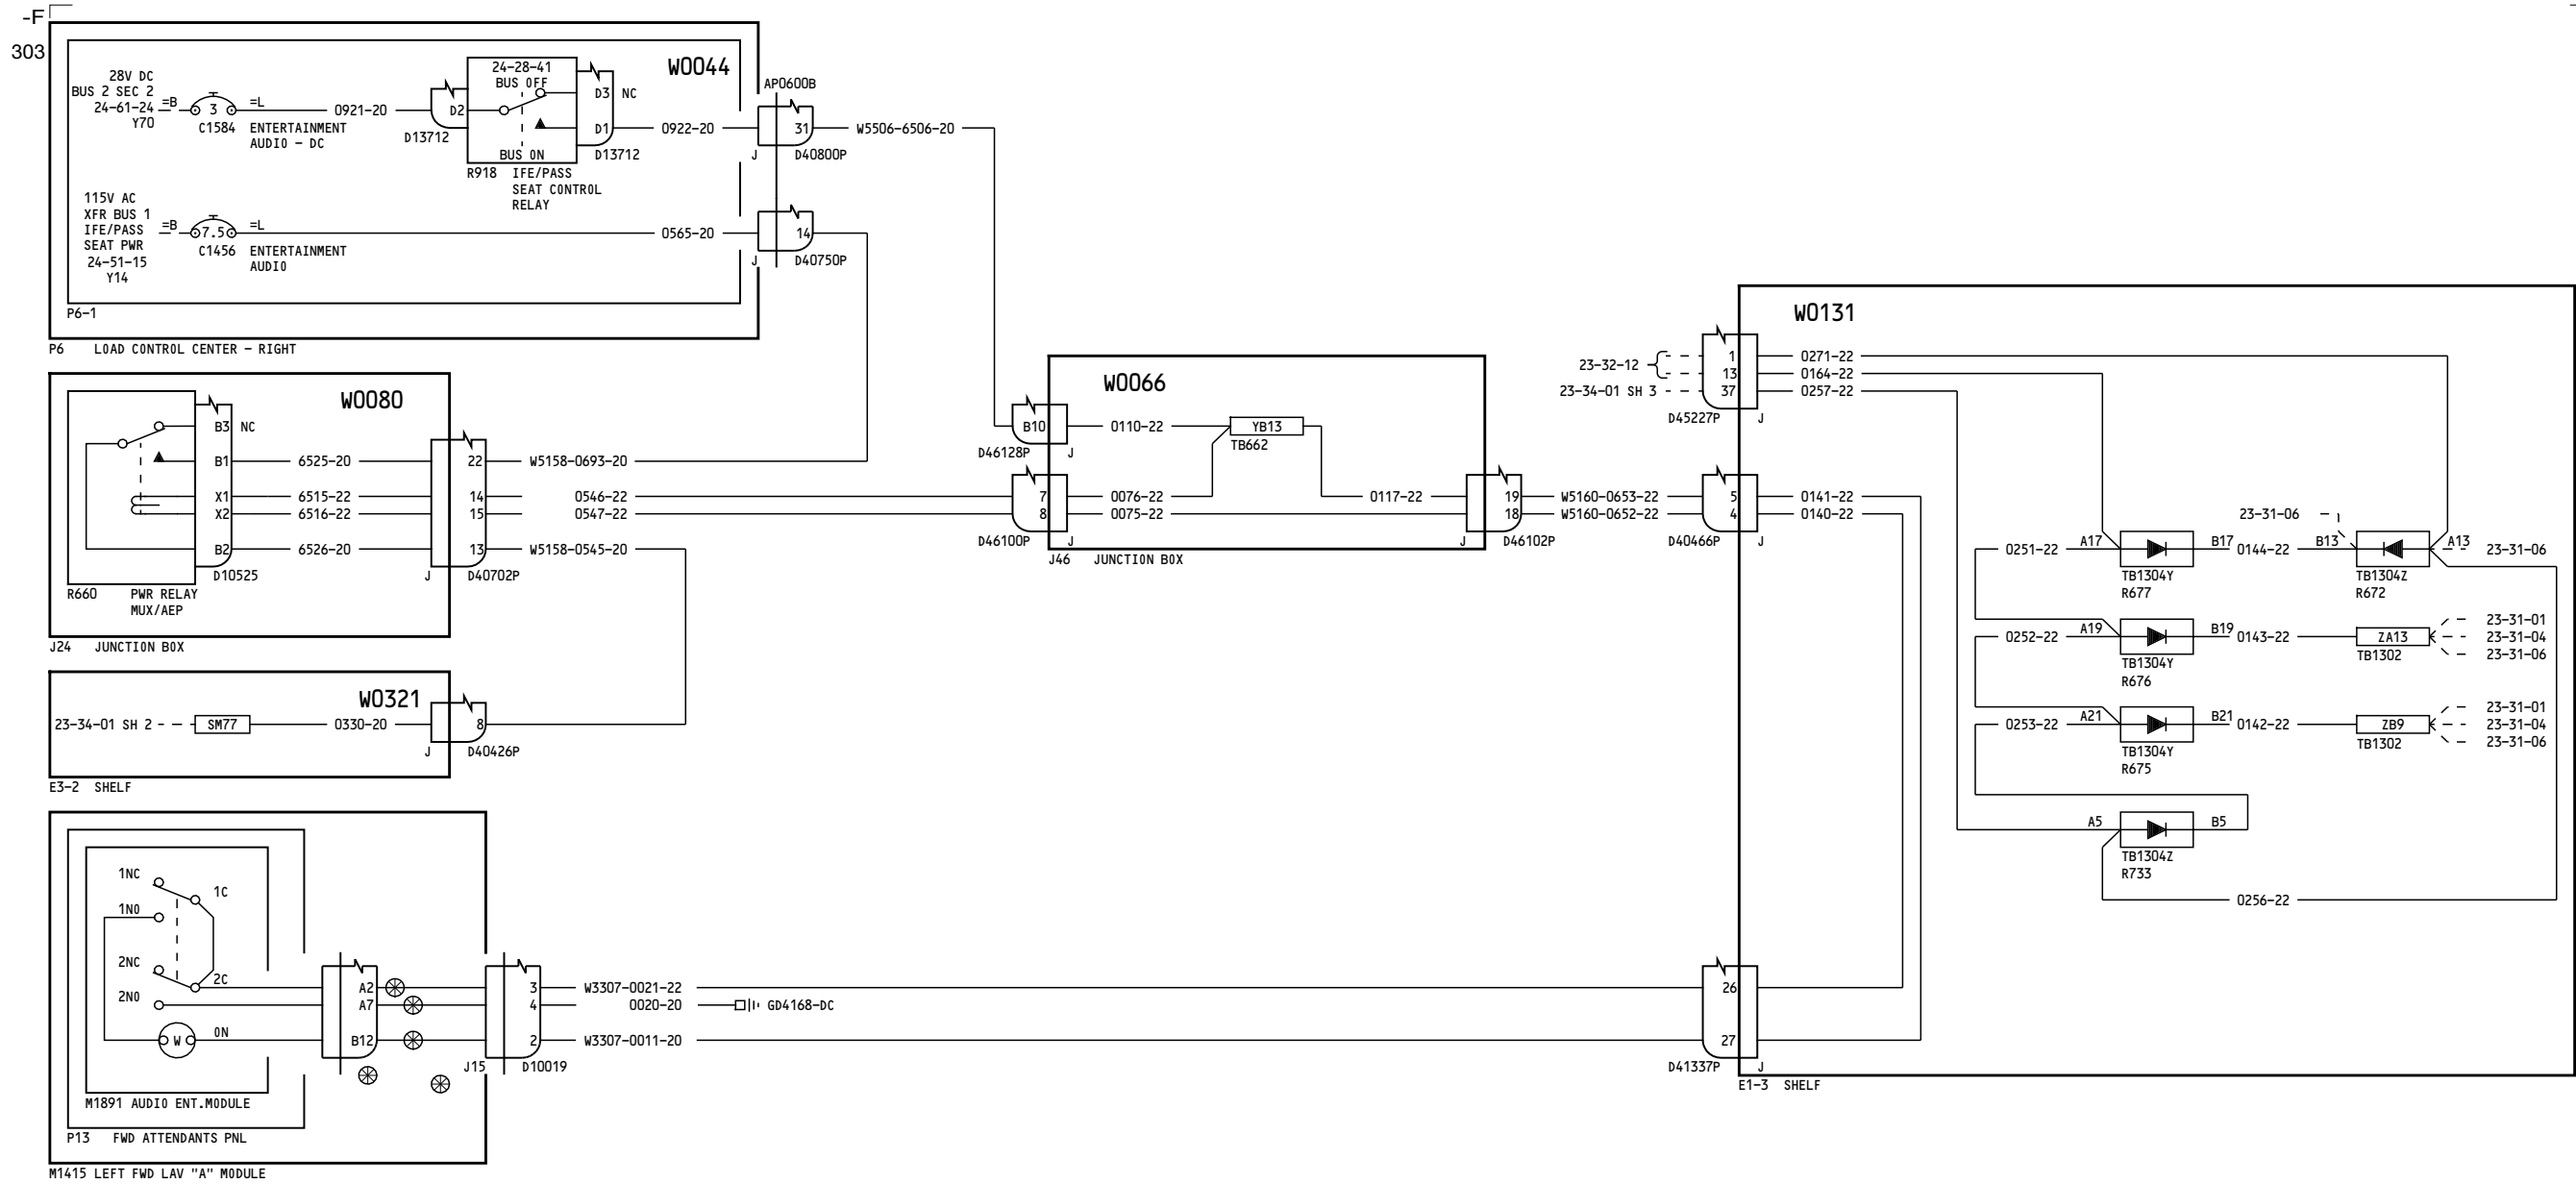 -F
303
W0044
28V DC
BUS 2 SEC 2
24-61-24
Y70
=B
3
=L
C1584
ENTERTAINMENT
AUDIO - DC
0921-20
D2
D13712
24-28-41
BUS OFF
BUS ON
R918 IFE/PASS
SEAT CONTROL
RELAY
D3 NC
D1
D13712
0922-20
AP0600B
31
J D40800P
W5506-6506-20
115V AC
XFR BUS 1
IFE/PASS
SEAT PWR
24-51-15
Y14
=B
7.5
=L
C1456
ENTERTAINMENT
AUDIO
0565-20
14
J D40750P
P6-1
P6 LOAD CONTROL CENTER - RIGHT
W0080
B3 NC
B1
X1
X2
B2
D10525
R660 PWR RELAY
MUX/AEP
6525-20
6515-22
6516-22
6526-20
22
14
15
13
J D40702P
W5158-0693-20
0546-22
0547-22
W5158-0545-20
J24 JUNCTION BOX
W0321
23-34-01 SH 2
SM77
0330-20
8
J D40426P
E3-2 SHELF
1NC
1C
1NO
2NC
2C
2NO
W
ON
A2
A7
B12
3
4
2
J15 D10019
W3307-0021-22
0020-20
GD4168-DC
W3307-0011-20
M1891 AUDIO ENT.MODULE
P13 FWD ATTENDANTS PNL
M1415 LEFT FWD LAV "A" MODULE
W0066
B10
D46128P J
0110-22
YB13
TB662
7
8
D46100P J
0076-22
0075-22
0117-22
19
18
J D46102P
W5160-0653-22
W5160-0652-22
J46 JUNCTION BOX
W0131
23-32-12
23-34-01 SH 3
1
13
37
D45227P J
0271-22
0164-22
0257-22
5
4
D40466P J
0141-22
0140-22
26
27
D41337P J
E1-3 SHELF
0251-22
A17
TB1304Y
R677
B17
0144-22
23-31-06
B13
TB1304Z
R672
A13
23-31-06
0252-22
A19
TB1304Y
R676
B19
0143-22
ZA13
TB1302
23-31-01
23-31-04
23-31-06
0253-22
A21
TB1304Y
R675
B21
0142-22
ZB9
TB1302
23-31-01
23-31-04
23-31-06
A5
TB1304Z
R733
B5
0256-22